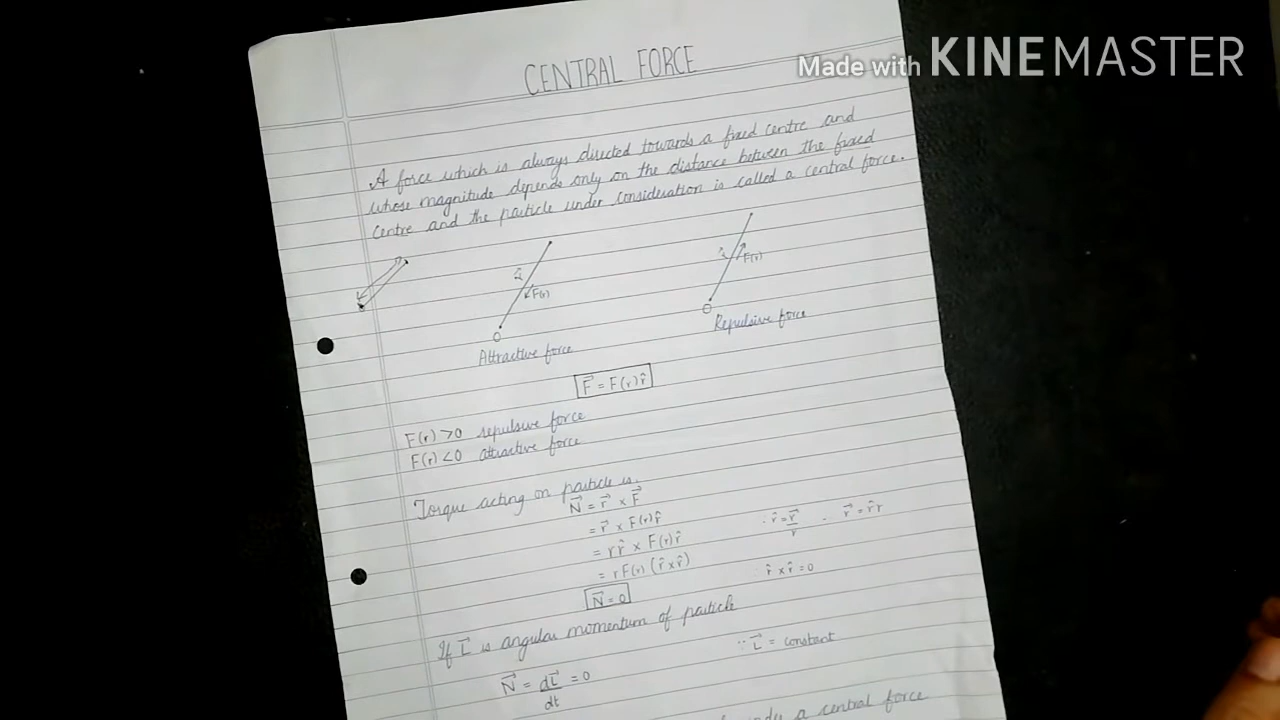 CENTRAL FORCE
Made with KINEMASTER
A force which is always directed towards a fixed centre and
whose magnitude depends only on the distance between the fixed
centre and the particle under consideration is called a central force.
r̂ F(r)
O
Attractive force
F(r)
O
Repulsive force
F⃗ = F(r) r̂
F(r) > 0 repulsive force
F(r) < 0 attractive force
Torque acting on particle is,
N⃗ = r⃗ × F⃗
= r⃗ × F(r) r̂
= r r̂ × F(r) r̂ ∵ r̂ = r⃗/r ∴ r⃗ = r̂ r
= r F(r) (r̂ × r̂) ∵ r̂ × r̂ = 0
N⃗ = 0
If L⃗ is angular momentum of particle
N⃗ = dL⃗/dt = 0 ∵ L⃗ = constant
a central force